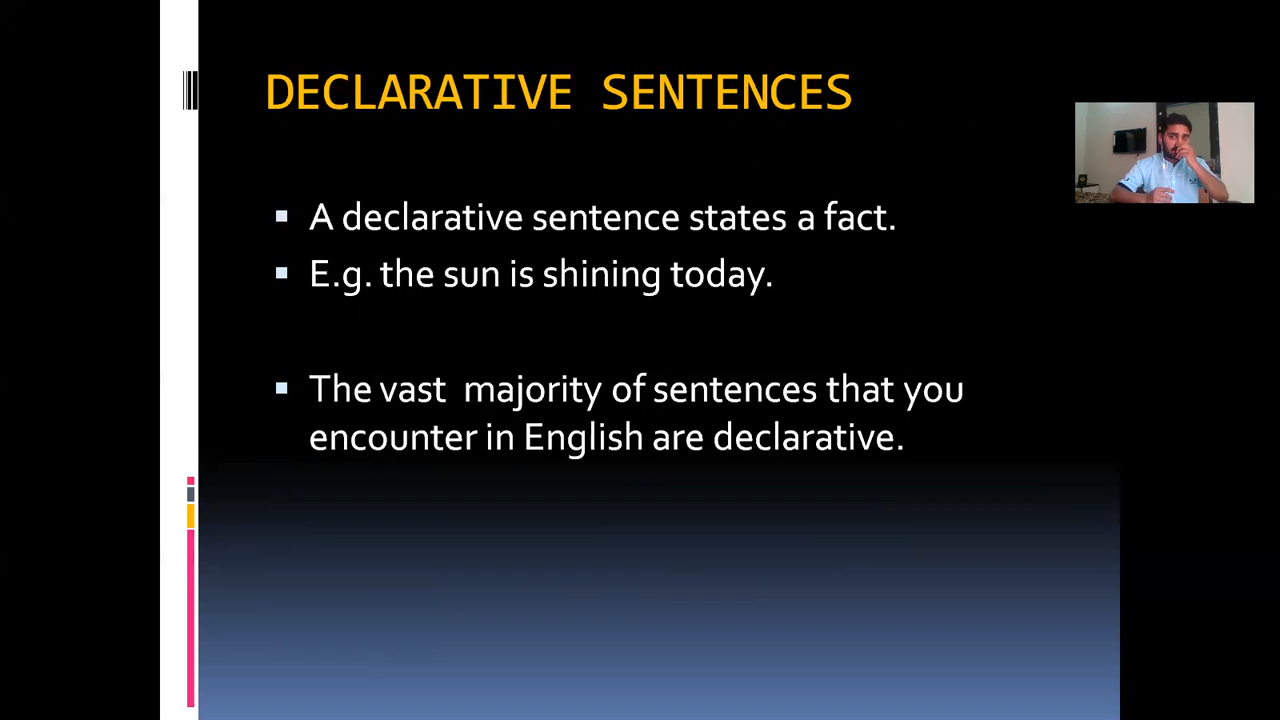 DECLARATIVE SENTENCES
A declarative sentence states a fact.
E.g. the sun is shining today.
The vast majority of sentences that you
encounter in English are declarative.